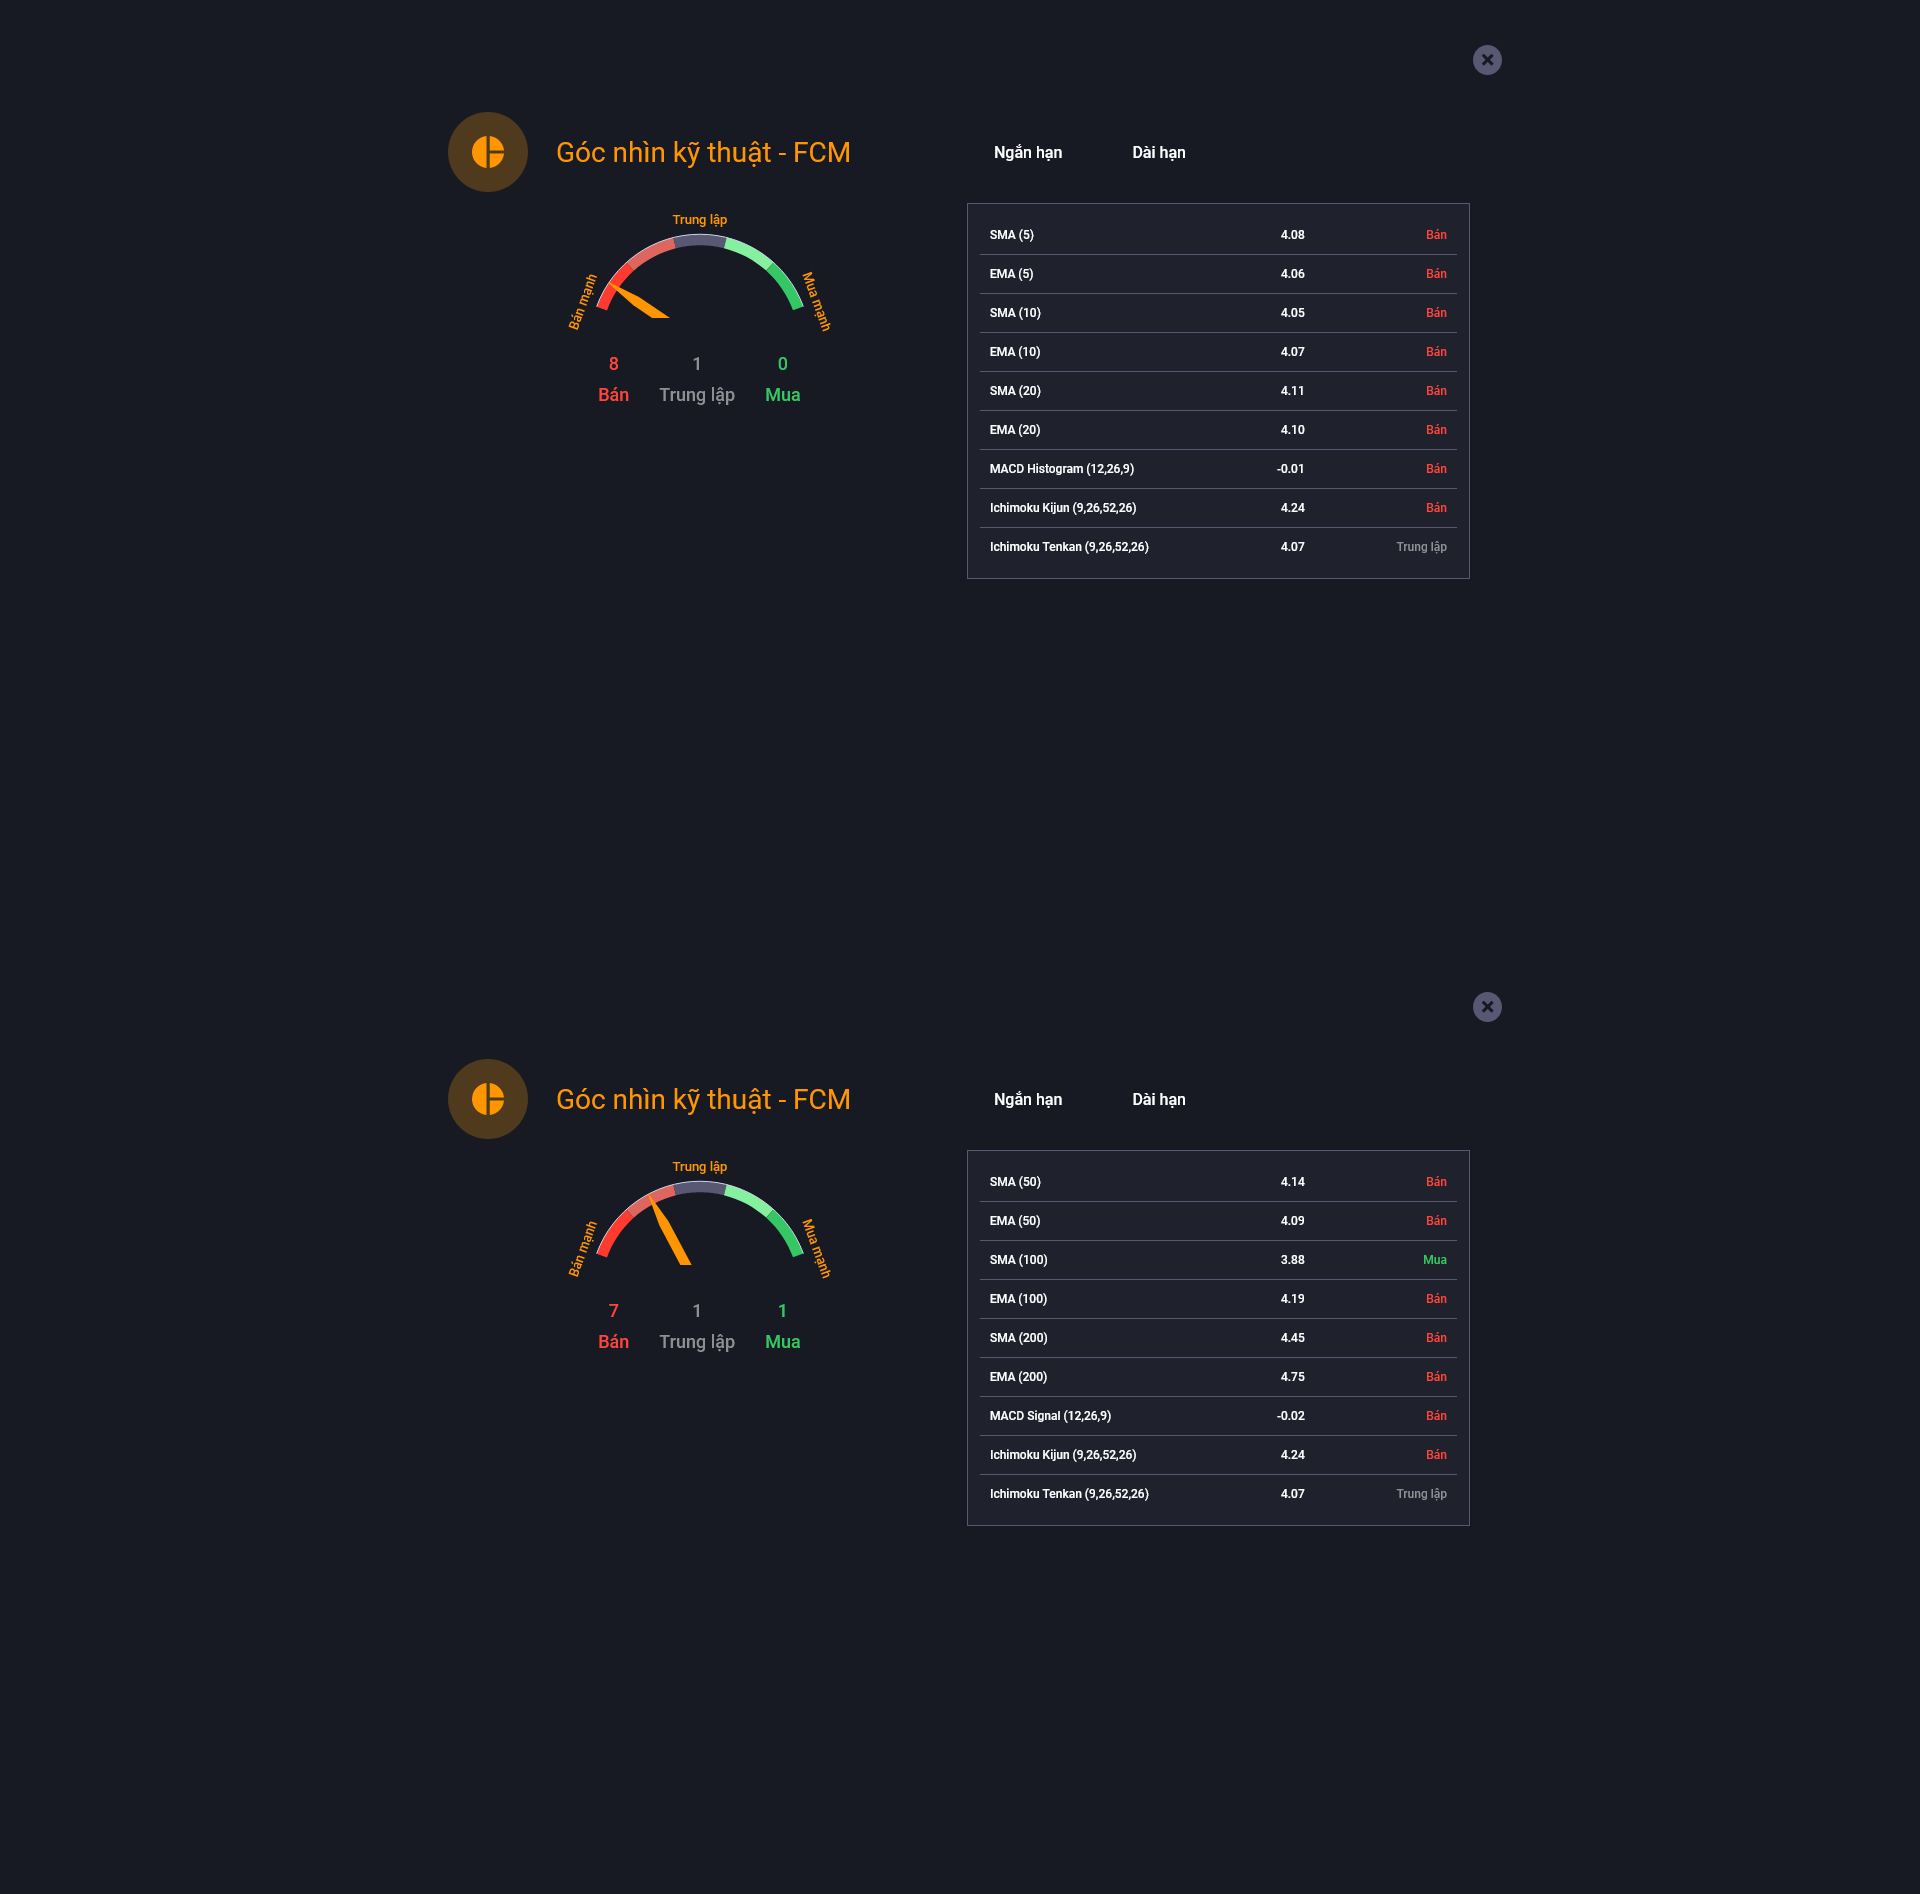 Góc nhìn kỹ thuật - FCM
Ngắn hạn Dài hạn
Trung lập
Bán mạnh
Mua mạnh
8 1 0
Bán Trung lập Mua
SMA (5) 4.08 Bán
EMA (5) 4.06 Bán
SMA (10) 4.05 Bán
EMA (10) 4.07 Bán
SMA (20) 4.11 Bán
EMA (20) 4.10 Bán
MACD Histogram (12,26,9) -0.01 Bán
Ichimoku Kijun (9,26,52,26) 4.24 Bán
Ichimoku Tenkan (9,26,52,26) 4.07 Trung lập
Góc nhìn kỹ thuật - FCM
Ngắn hạn Dài hạn
Trung lập
Bán mạnh
Mua mạnh
7 1 1
Bán Trung lập Mua
SMA (50) 4.14 Bán
EMA (50) 4.09 Bán
SMA (100) 3.88 Mua
EMA (100) 4.19 Bán
SMA (200) 4.45 Bán
EMA (200) 4.75 Bán
MACD Signal (12,26,9) -0.02 Bán
Ichimoku Kijun (9,26,52,26) 4.24 Bán
Ichimoku Tenkan (9,26,52,26) 4.07 Trung lập